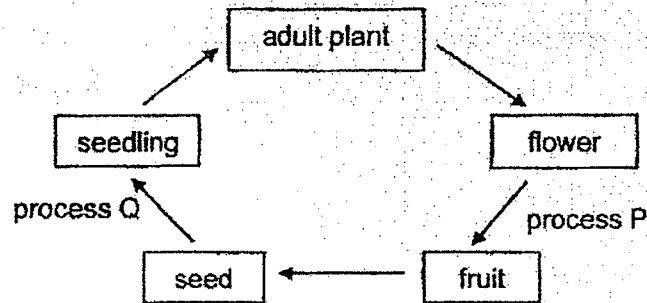 adult plant
seedling
flower
process Q
process P
seed
fruit